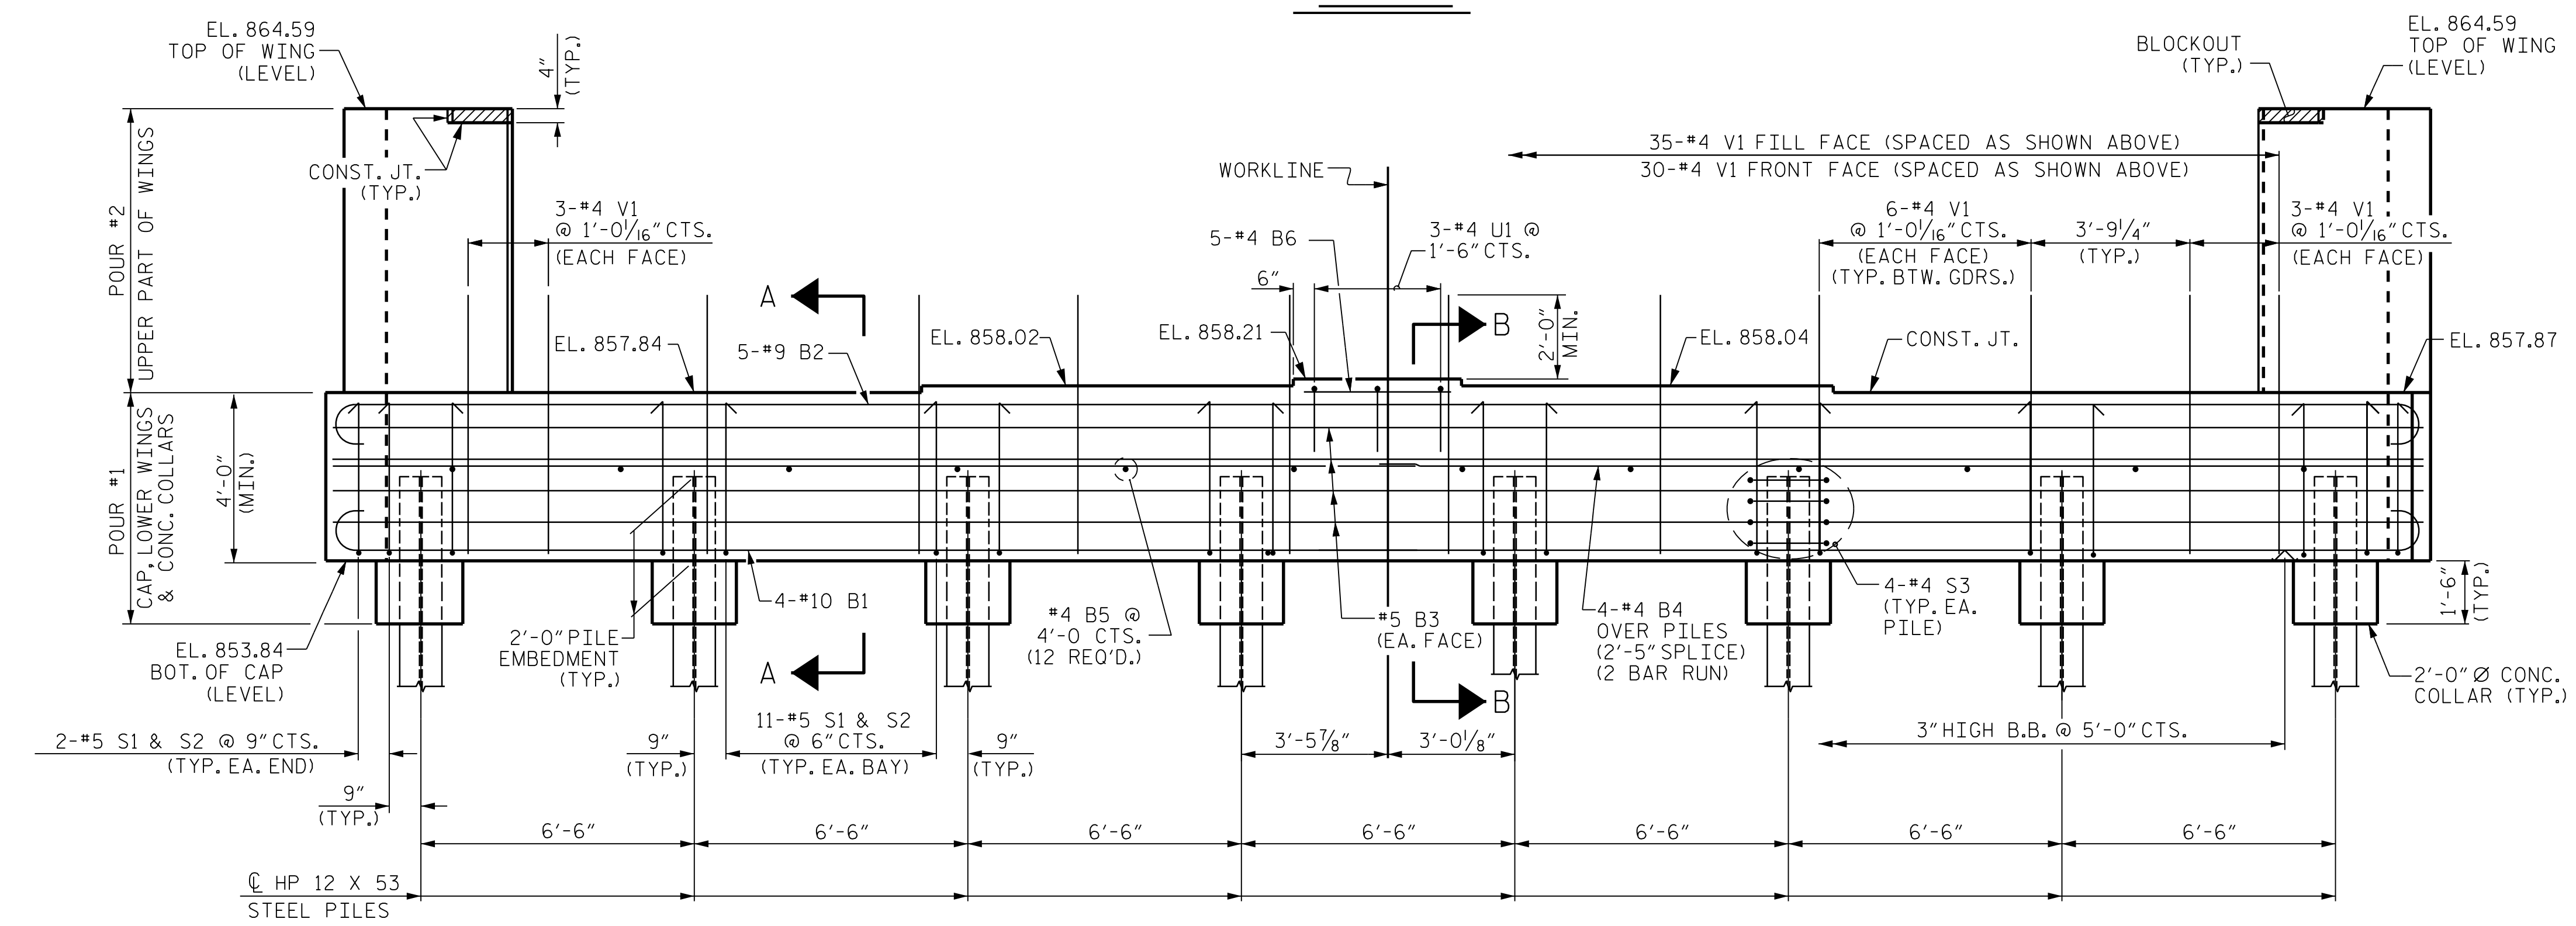 EL. 864.59
TOP OF WING
(LEVEL)
4"
(TYP.)
BLOCKOUT
(TYP.)
EL. 864.59
TOP OF WING
(LEVEL)
POUR #2
UPPER PART OF WINGS
CONST. JT.
(TYP.)
WORKLINE
35-#4 V1 FILL FACE (SPACED AS SHOWN ABOVE)
30-#4 V1 FRONT FACE (SPACED AS SHOWN ABOVE)
3-#4 V1
@ 1'-0 1/16" CTS.
(EACH FACE)
5-#4 B6
3-#4 U1 @
1'-6" CTS.
6-#4 V1
@ 1'-0 1/16" CTS.
(EACH FACE)
(TYP. BTW. GDRS.)
3'-9 1/4"
(TYP.)
3-#4 V1
@ 1'-0 1/16" CTS.
(EACH FACE)
6"
A
B
EL. 857.84
5-#9 B2
EL. 858.02
EL. 858.21
2'-0"
MIN.
EL. 858.04
CONST. JT.
EL. 857.87
POUR #1
CAP, LOWER WINGS
& CONC. COLLARS
4'-0"
(MIN.)
EL. 853.84
BOT. OF CAP
(LEVEL)
2'-0" PILE
EMBEDMENT
(TYP.)
4-#10 B1
A
#4 B5 @
4'-0 CTS.
(12 REQ'D.)
#5 B3
(EA. FACE)
B
4-#4 B4
OVER PILES
(2'-5" SPLICE)
(2 BAR RUN)
4-#4 S3
(TYP. EA.
PILE)
1'-6"
(TYP.)
2'-0" Ø CONC.
COLLAR (TYP.)
2-#5 S1 & S2 @ 9" CTS.
(TYP. EA. END)
9"
(TYP.)
9"
(TYP.)
11-#5 S1 & S2
@ 6" CTS.
(TYP. EA. BAY)
9"
(TYP.)
3'-5 7/8"
3'-0 1/8"
3" HIGH B.B. @ 5'-0" CTS.
6'-6"
6'-6"
6'-6"
6'-6"
6'-6"
6'-6"
6'-6"
℄ HP 12 X 53
STEEL PILES